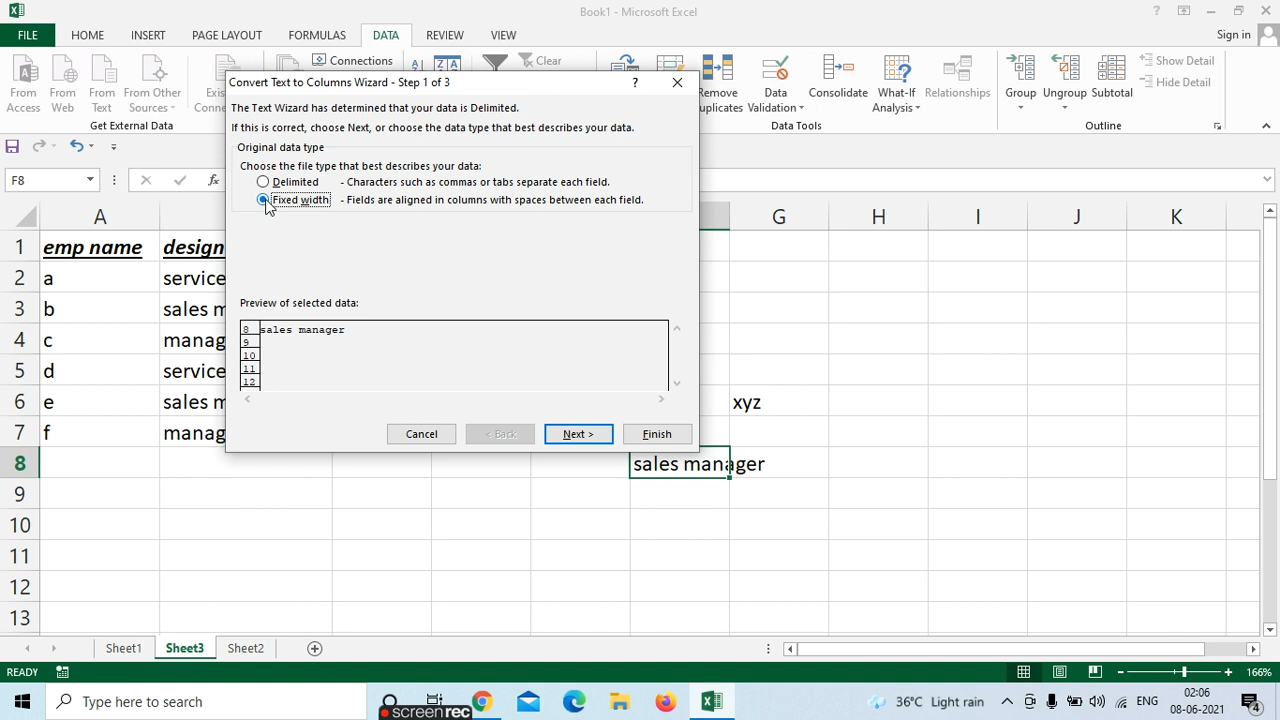 Book1 - Microsoft Excel
FILE HOME INSERT PAGE LAYOUT FORMULAS DATA REVIEW VIEW Sign in
From Access
From Web
From Text
From Other Sources
Connections
Clear
Data Validation
Consolidate
What-If Analysis
Relationships
Group
Ungroup
Subtotal
Show Detail
Hide Detail
Get External Data
Data Tools
Outline
F8
Convert Text to Columns Wizard - Step 1 of 3
The Text Wizard has determined that your data is Delimited.
If this is correct, choose Next, or choose the data type that best describes your data.
Original data type
Choose the file type that best describes your data:
Delimited - Characters such as commas or tabs separate each field.
Fixed width - Fields are aligned in columns with spaces between each field.
Preview of selected data:
8 sales manager
9
10
11
12
Cancel < Back Next > Finish
A G H I J K
1 emp name design
2 a service
3 b sales m
4 c manag
5 d service
6 e sales m xyz
7 f manag
8 sales manager
9
10
11
12
13
Sheet1 Sheet3 Sheet2
READY 166%
Type here to search
screenrec
36°C Light rain ENG
02:06
08-06-2021
4